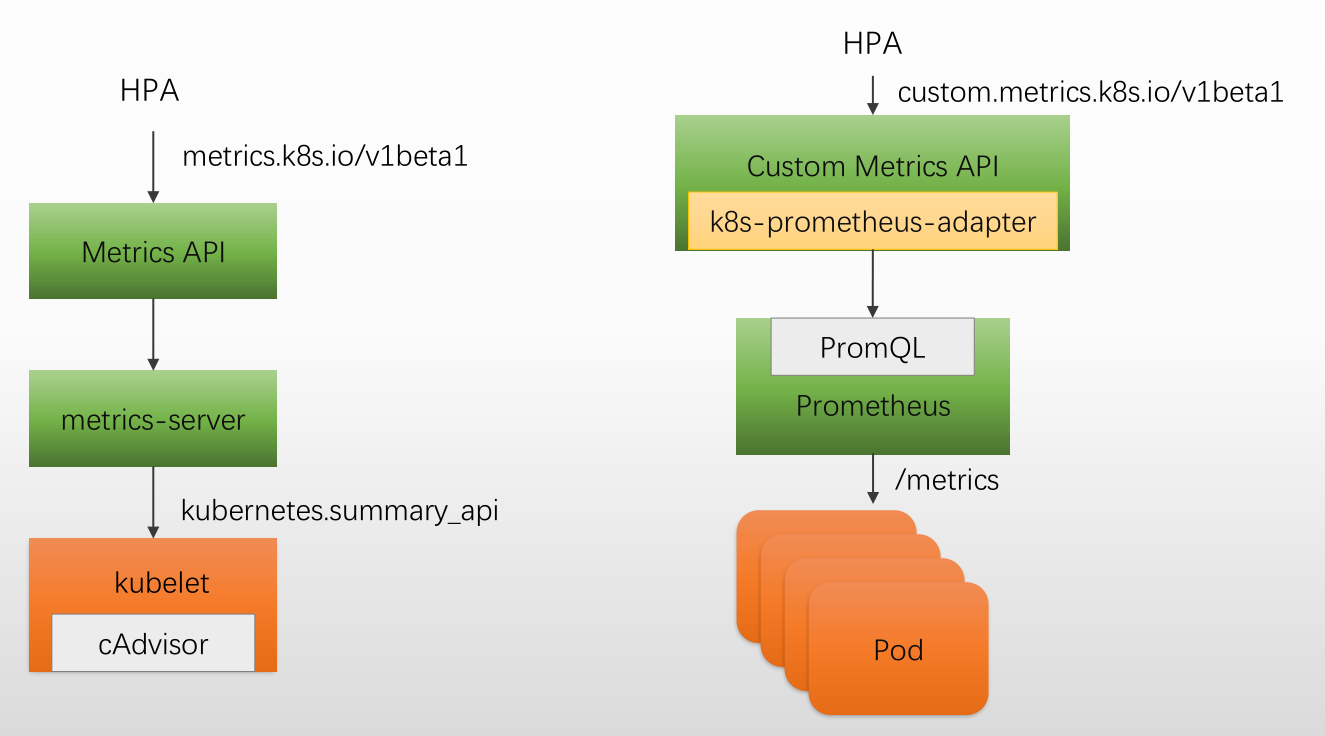 HPA
metrics.k8s.io/v1beta1
Metrics API
metrics-server
kubernetes.summary_api
kubelet
cAdvisor
HPA
custom.metrics.k8s.io/v1beta1
Custom Metrics API
k8s-prometheus-adapter
PromQL
Prometheus
/metrics
Pod